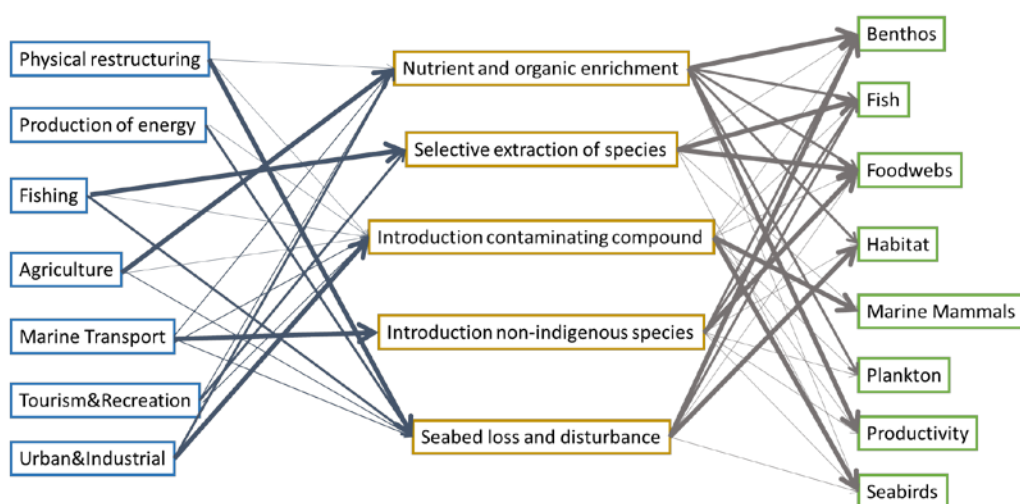 Physical restructuring
Production of energy
Fishing
Agriculture
Marine Transport
Tourism&Recreation
Urban&Industrial
Nutrient and organic enrichment
Selective extraction of species
Introduction contaminating compound
Introduction non-indigenous species
Seabed loss and disturbance
Benthos
Fish
Foodwebs
Habitat
Marine Mammals
Plankton
Productivity
Seabirds